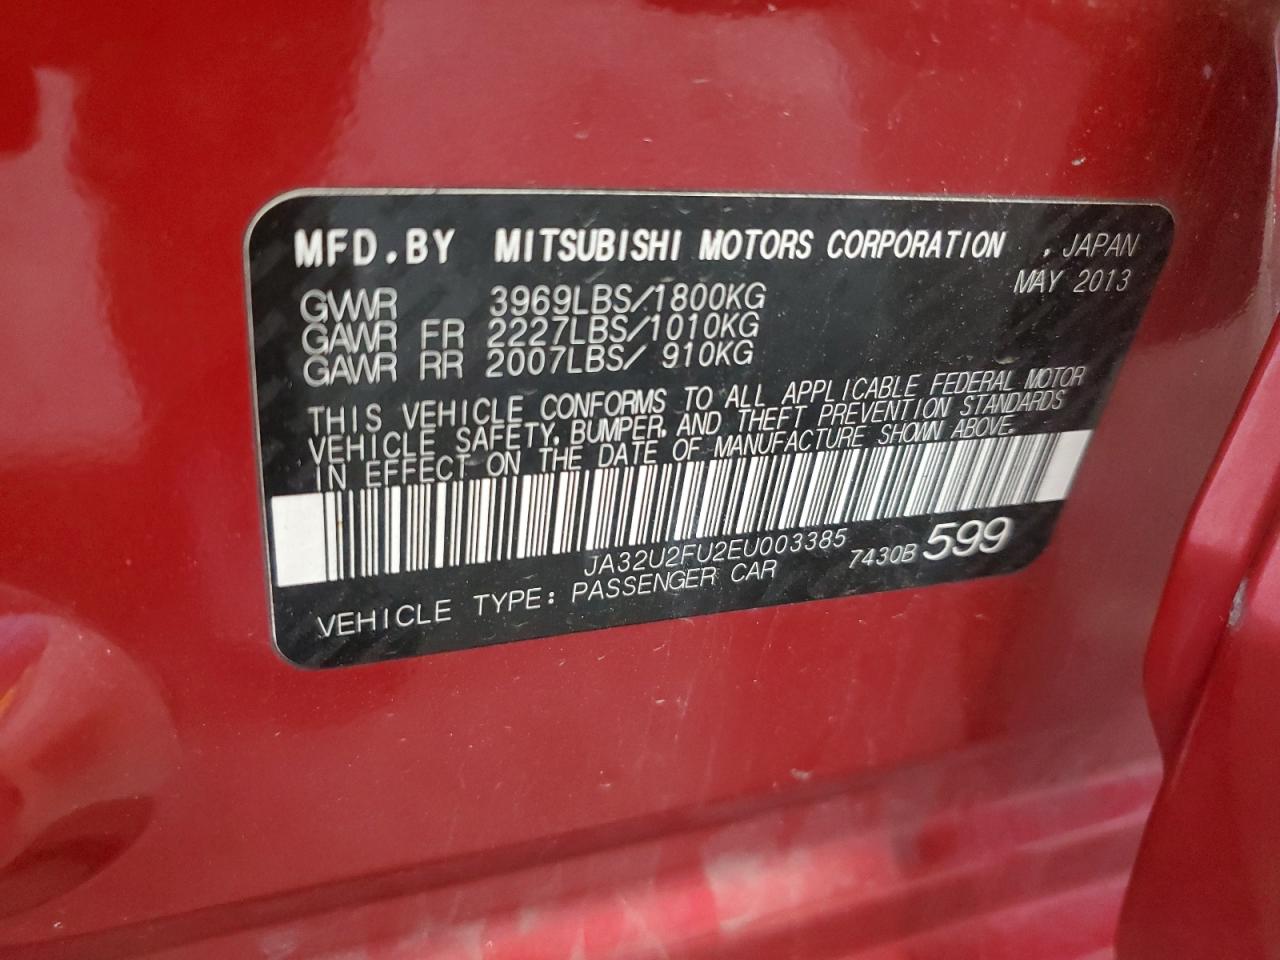 MFD.BY MITSUBISHI MOTORS CORPORATION , JAPAN
MAY 2013
GVWR 3969LBS/1800KG
GAWR FR 2227LBS/1010KG
GAWR RR 2007LBS/ 910KG
THIS VEHICLE CONFORMS TO ALL APPLICABLE FEDERAL MOTOR
VEHICLE SAFETY, BUMPER, AND THEFT PREVENTION STANDARDS
IN EFFECT ON THE DATE OF MANUFACTURE SHOWN ABOVE.
JA32U2FU2EU003385
7430B 599
VEHICLE TYPE: PASSENGER CAR